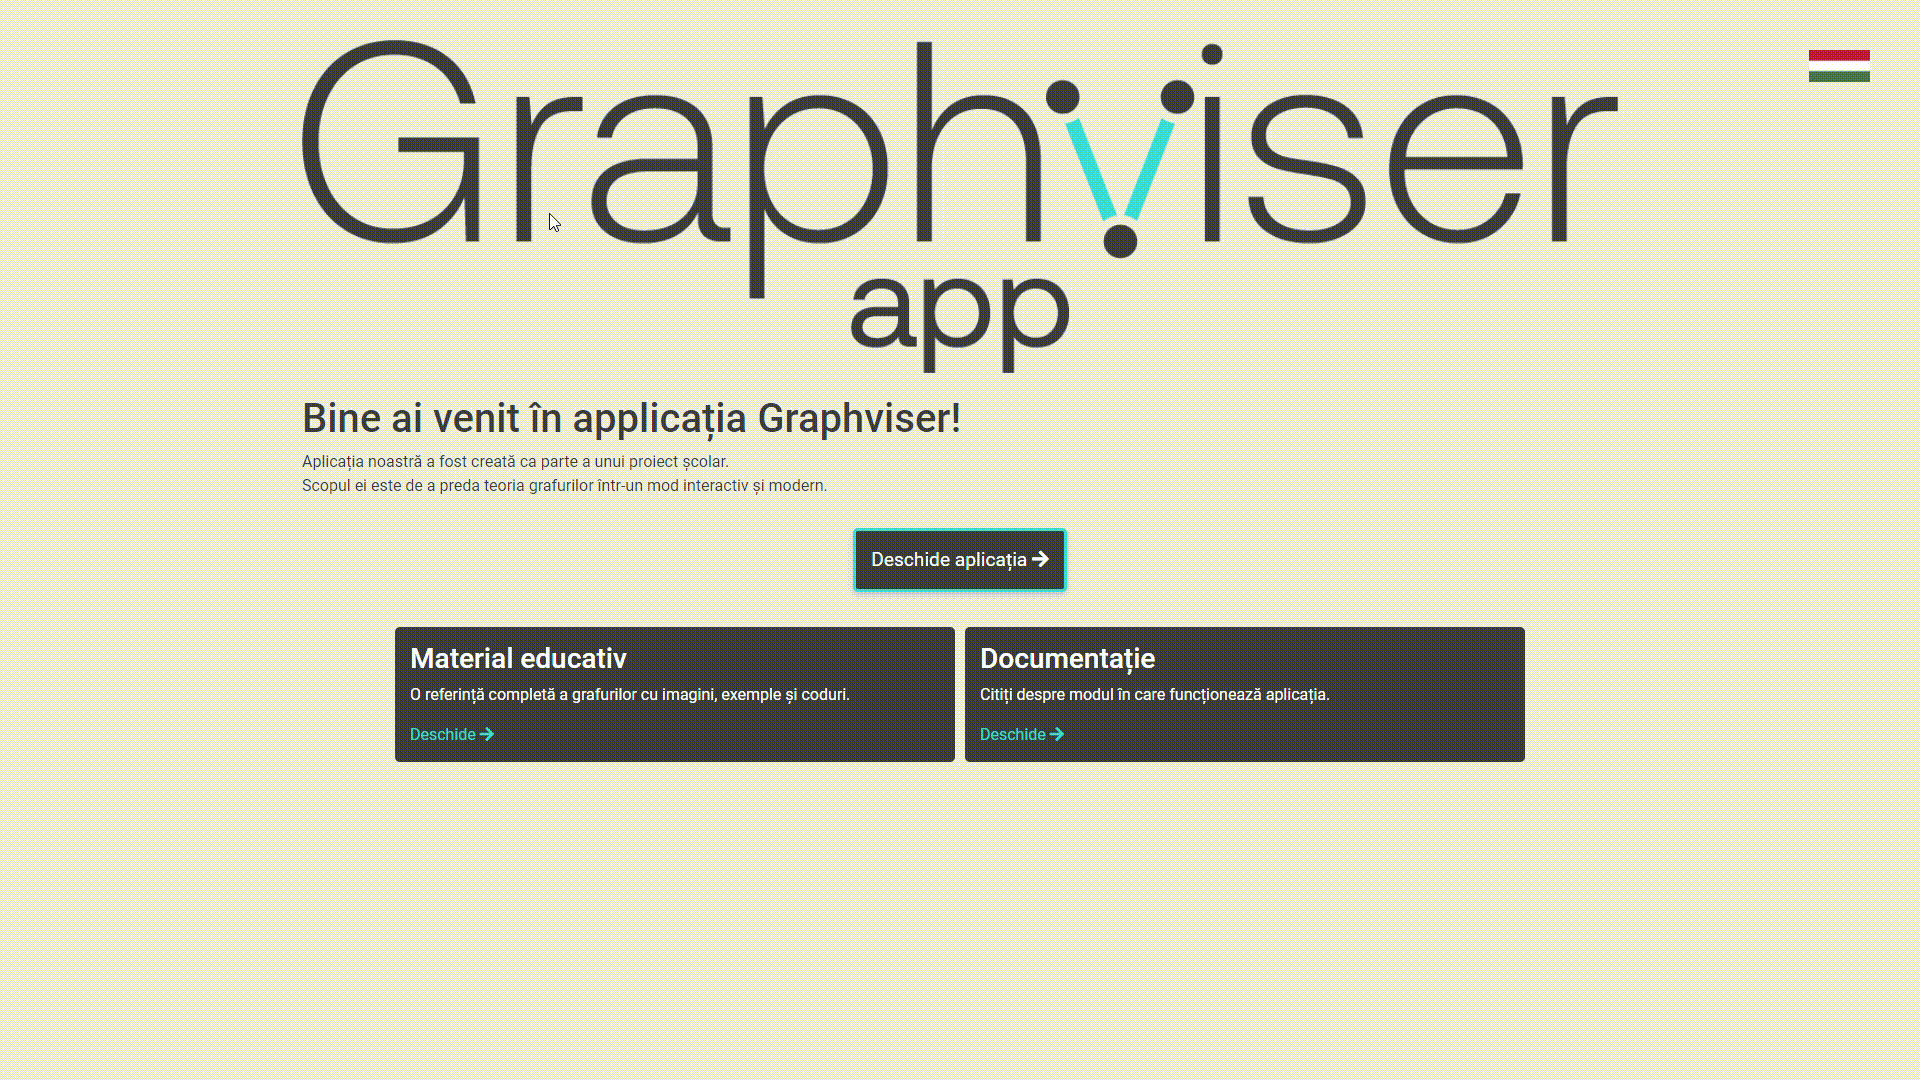 Graphviser
app
Bine ai venit în applicația Graphviser!
Aplicația noastră a fost creată ca parte a unui proiect școlar.
Scopul ei este de a preda teoria grafurilor într-un mod interactiv și modern.
Deschide aplicația
Material educativ
O referință completă a grafurilor cu imagini, exemple și coduri.
Deschide
Documentație
Citiți despre modul în care funcționează aplicația.
Deschide